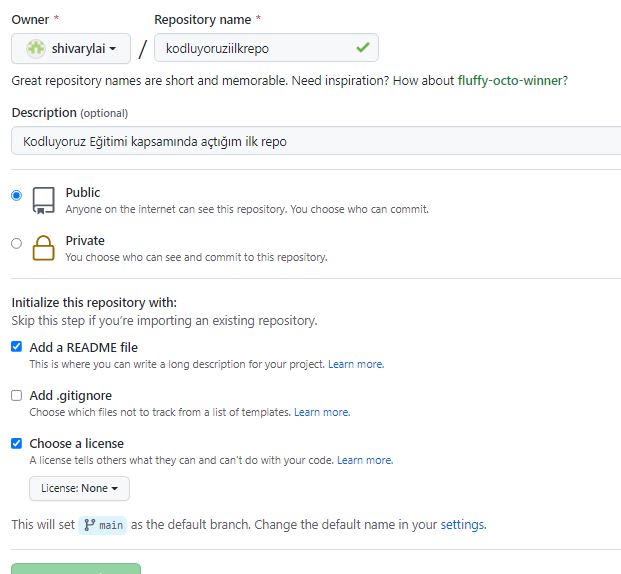 Owner * Repository name *
shivarylai / kodluyoruziilkrepo
Great repository names are short and memorable. Need inspiration? How about fluffy-octo-winner?
Description (optional)
Kodluyoruz Eğitimi kapsamında açtığım ilk repo
Public
Anyone on the internet can see this repository. You choose who can commit.
Private
You choose who can see and commit to this repository.
Initialize this repository with:
Skip this step if you’re importing an existing repository.
Add a README file
This is where you can write a long description for your project. Learn more.
Add .gitignore
Choose which files not to track from a list of templates. Learn more.
Choose a license
A license tells others what they can and can't do with your code. Learn more.
License: None
This will set main as the default branch. Change the default name in your settings.